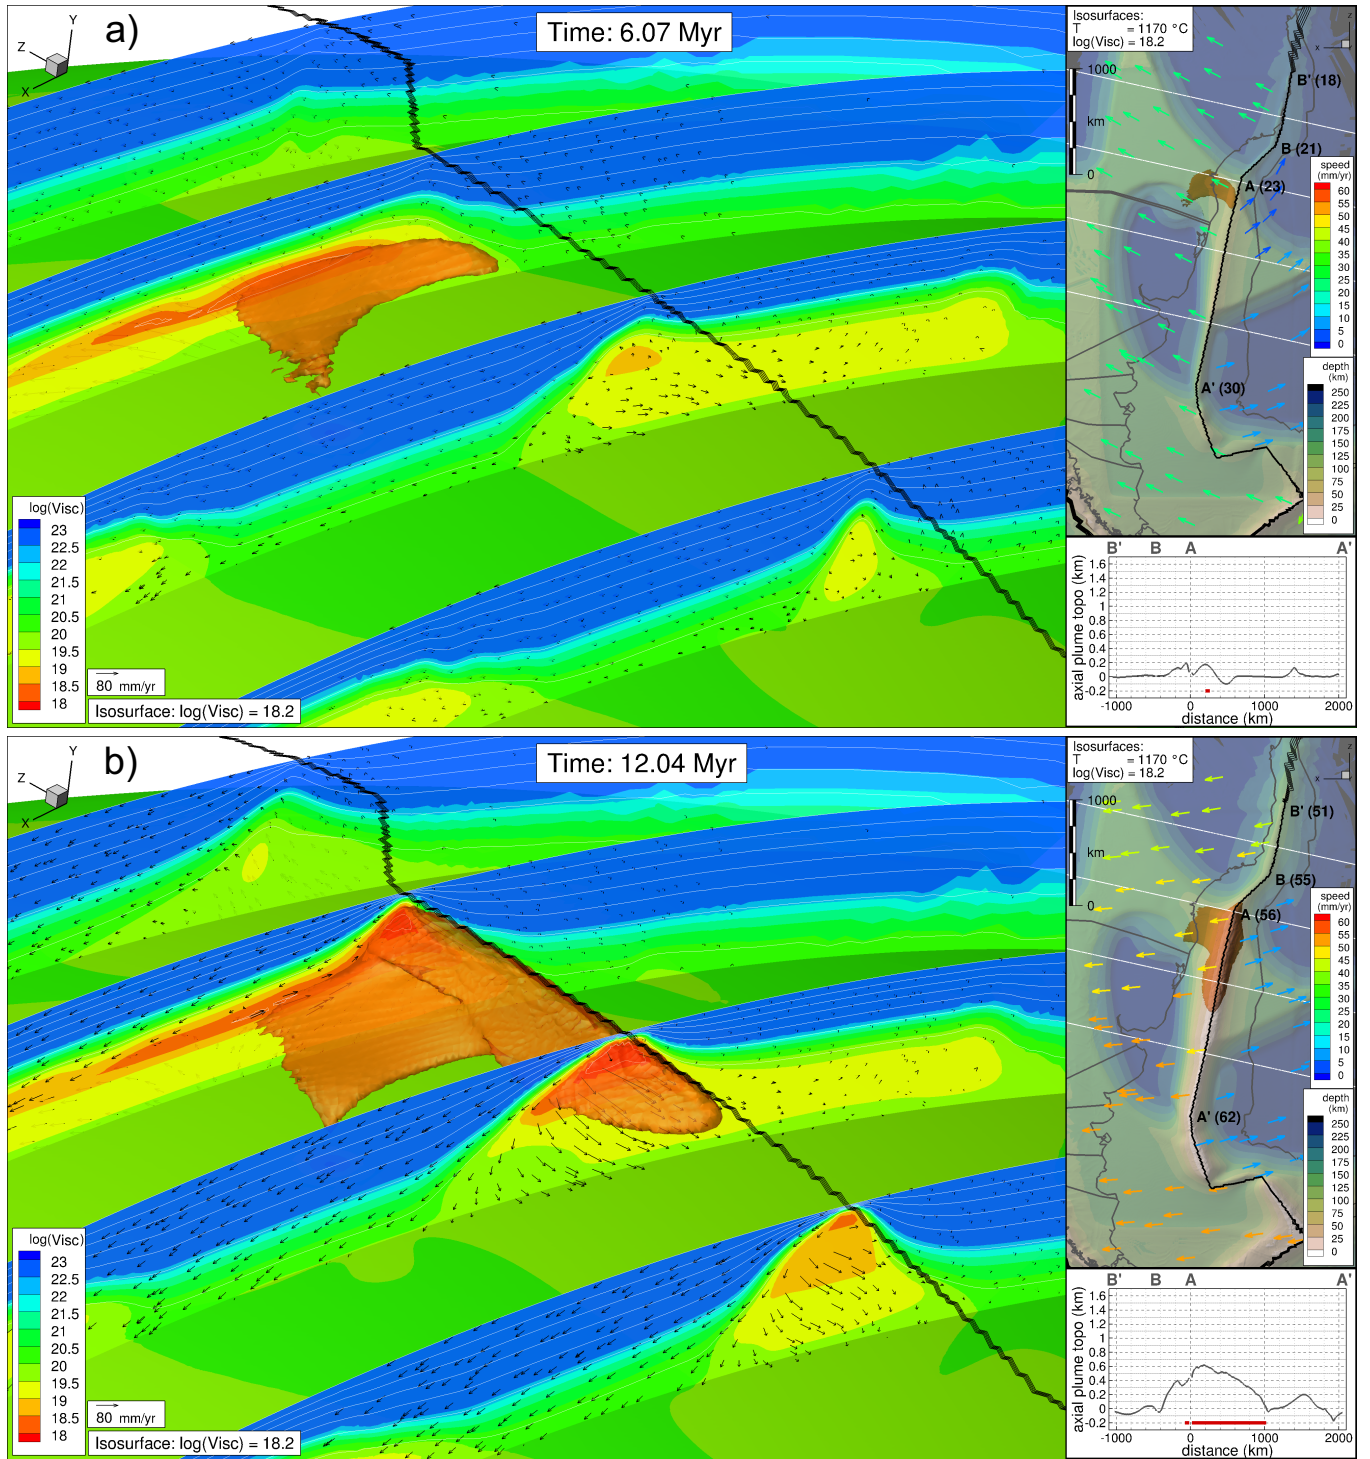 a)
Time: 6.07 Myr
Y
Z
X
log(Visc)
23
22.5
22
21.5
21
20.5
20
19.5
19
18.5
18
80 mm/yr
Isosurface: log(Visc) = 18.2
Isosurfaces:
T = 1170 °C
log(Visc) = 18.2
z
x
1000
km
0
B' (18)
B (21)
A (23)
A' (30)
speed
(mm/yr)
60
55
50
45
40
35
30
25
20
15
10
5
0
depth
(km)
250
225
200
175
150
125
100
75
50
25
0
B' B A A'
axial plume topo (km)
1.6
1.4
1.2
1
0.8
0.6
0.4
0.2
0
-0.2
-1000 0 1000 2000
distance (km)
b)
Time: 12.04 Myr
Y
Z
X
log(Visc)
23
22.5
22
21.5
21
20.5
20
19.5
19
18.5
18
80 mm/yr
Isosurface: log(Visc) = 18.2
Isosurfaces:
T = 1170 °C
log(Visc) = 18.2
z
x
1000
km
0
B' (51)
B (55)
A (56)
A' (62)
speed
(mm/yr)
60
55
50
45
40
35
30
25
20
15
10
5
0
depth
(km)
250
225
200
175
150
125
100
75
50
25
0
B' B A A'
axial plume topo (km)
1.6
1.4
1.2
1
0.8
0.6
0.4
0.2
0
-0.2
-1000 0 1000 2000
distance (km)